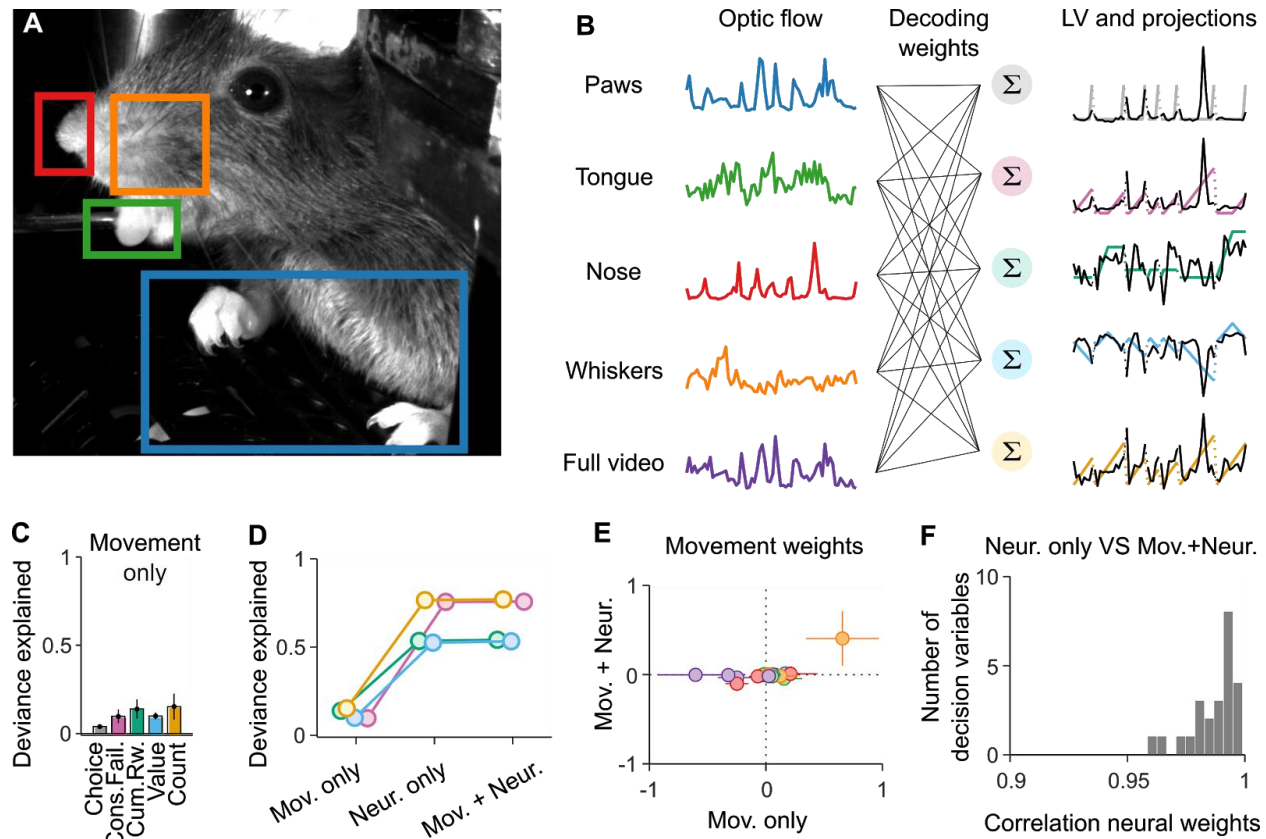 A
B
Optic flow
Decoding
weights
LV and projections
Paws
Σ
Tongue
Σ
Nose
Σ
Whiskers
Σ
Full video
Σ
C
Movement
only
Deviance explained
1
0.5
0
Choice
Cons.Fail.
Cum.Rw.
Value
Count
D
Deviance explained
1
0.5
0
Mov. only
Neur. only
Mov. + Neur.
E
Movement weights
Mov. + Neur.
1
0
-1
-1
0
1
Mov. only
F
Neur. only VS Mov.+Neur.
Number of
decision variables
10
5
0
0.9
0.95
1
Correlation neural weights